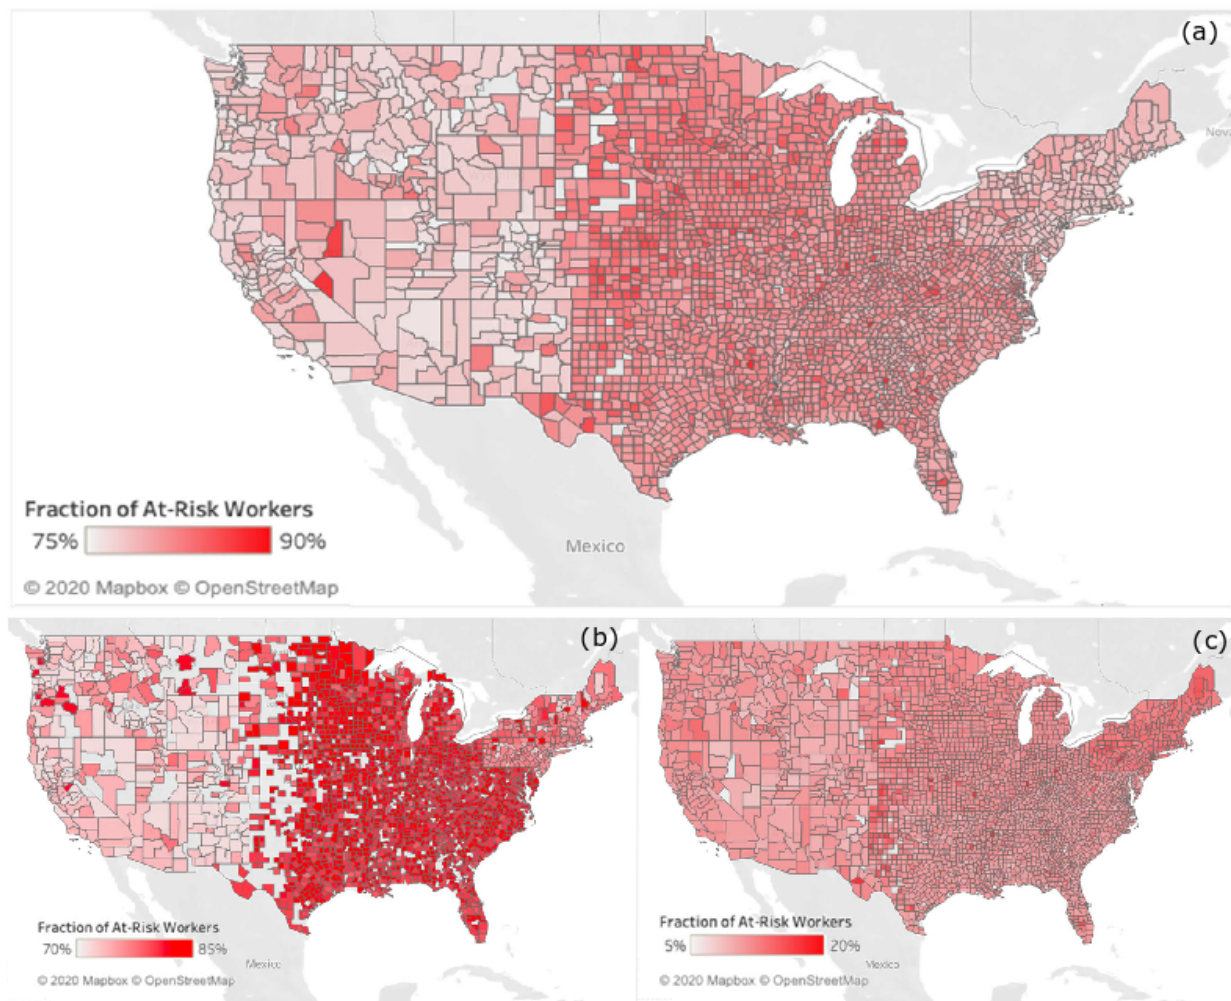 (a)
Nov
Fraction of At-Risk Workers
75% 90%
Mexico
© 2020 Mapbox © OpenStreetMap
(b)
(c)
Fraction of At-Risk Workers
70% 85%
Mexico
© 2020 Mapbox © OpenStreetMap
Fraction of At-Risk Workers
5% 20%
Mexico
© 2020 Mapbox © OpenStreetMap